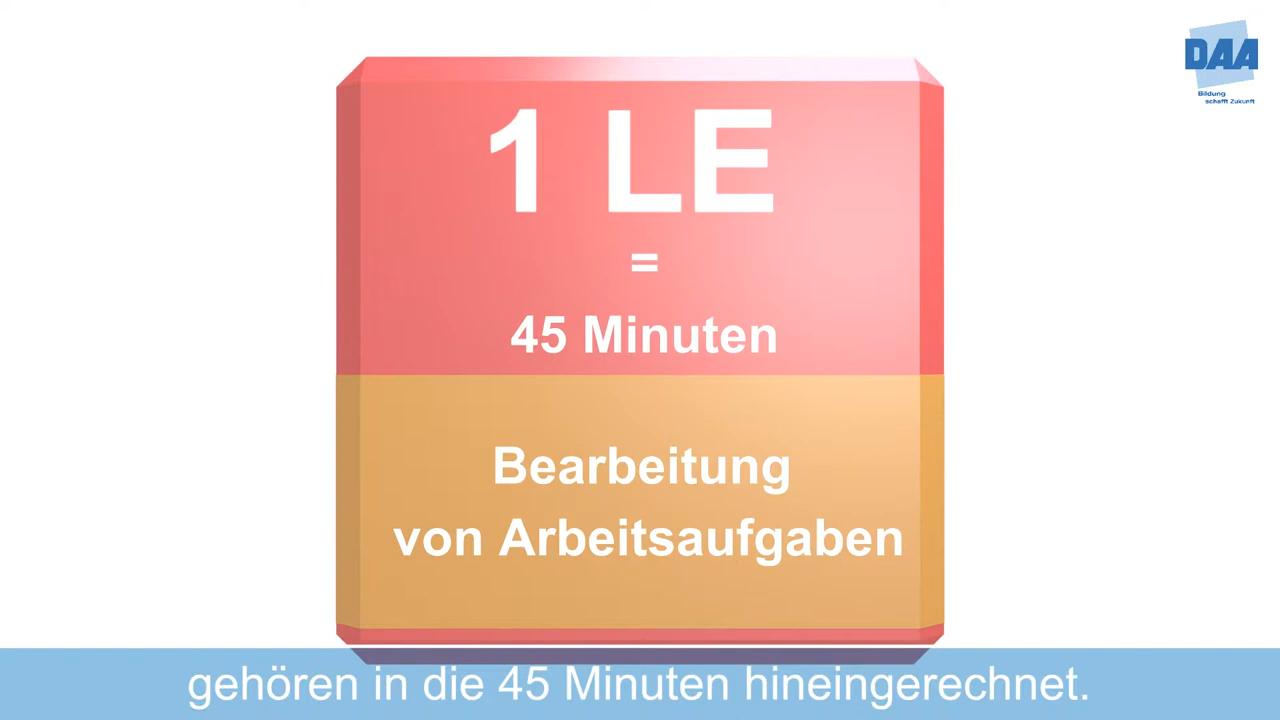 DAA
Bildung
schafft Zukunft
1 LE
=
45 Minuten
Bearbeitung
von Arbeitsaufgaben
gehören in die 45 Minuten hineingerechnet.